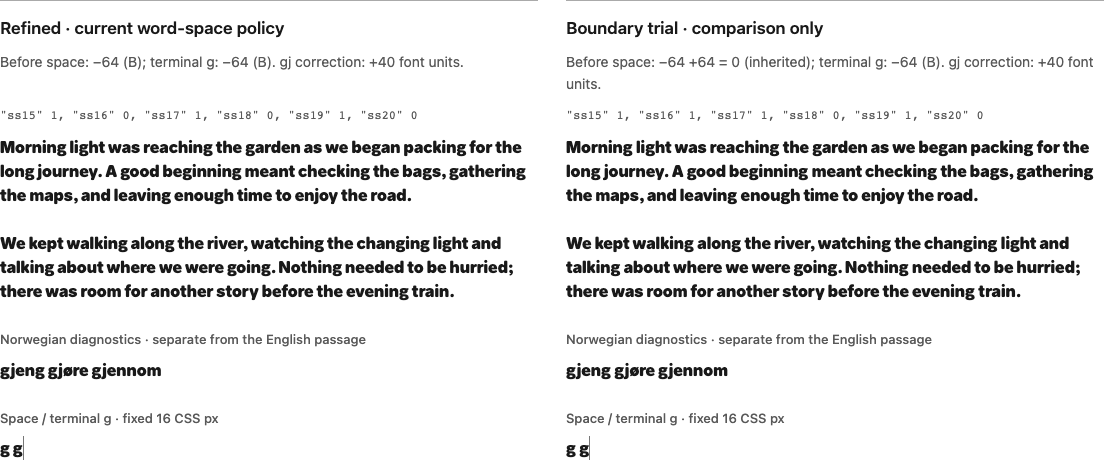 Refined · current word-space policy
Before space: −64 (B); terminal g: −64 (B). gj correction: +40 font units.
"ss15" 1, "ss16" 0, "ss17" 1, "ss18" 0, "ss19" 1, "ss20" 0
Morning light was reaching the garden as we began packing for the
long journey. A good beginning meant checking the bags, gathering
the maps, and leaving enough time to enjoy the road.
We kept walking along the river, watching the changing light and
talking about where we were going. Nothing needed to be hurried;
there was room for another story before the evening train.
Norwegian diagnostics · separate from the English passage
gjeng gjøre gjennom
Space / terminal g · fixed 16 CSS px
g g
Boundary trial · comparison only
Before space: −64 +64 = 0 (inherited); terminal g: −64 (B). gj correction: +40 font
units.
"ss15" 1, "ss16" 1, "ss17" 1, "ss18" 0, "ss19" 1, "ss20" 0
Morning light was reaching the garden as we began packing for the
long journey. A good beginning meant checking the bags, gathering
the maps, and leaving enough time to enjoy the road.
We kept walking along the river, watching the changing light and
talking about where we were going. Nothing needed to be hurried;
there was room for another story before the evening train.
Norwegian diagnostics · separate from the English passage
gjeng gjøre gjennom
Space / terminal g · fixed 16 CSS px
g g